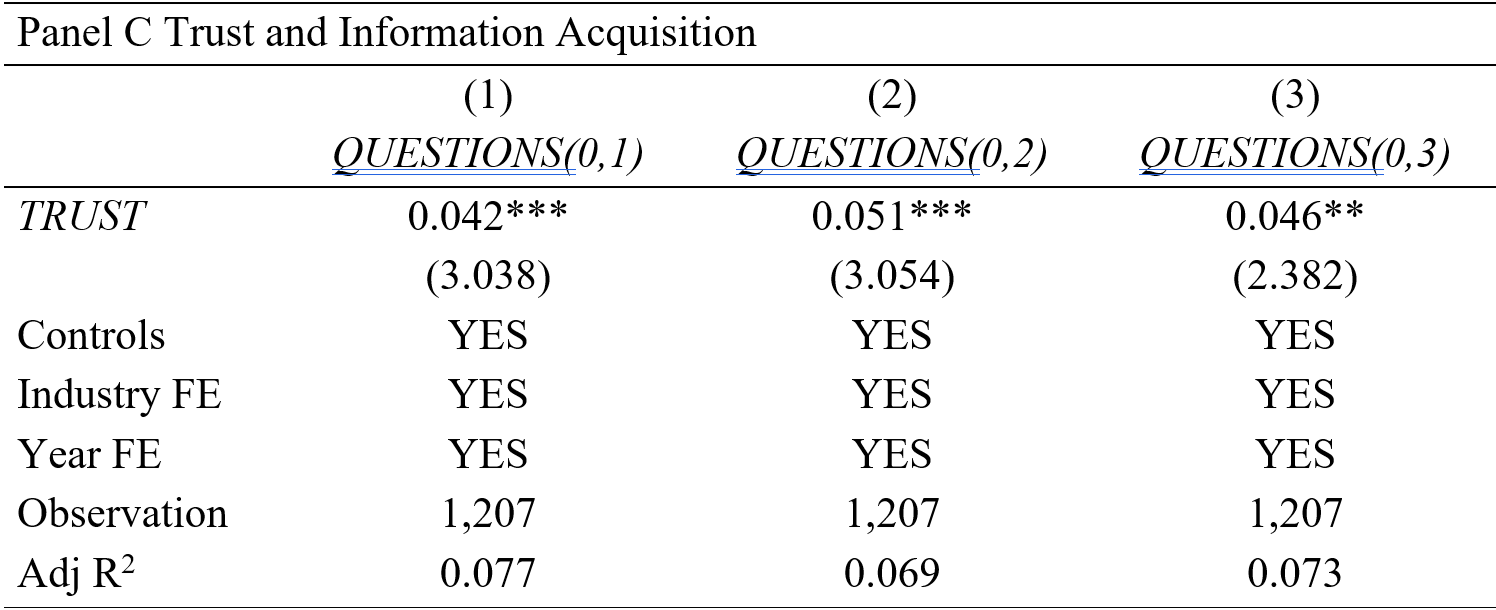 Panel C Trust and Information Acquisition
(1) (2) (3)
QUESTIONS(0,1) QUESTIONS(0,2) QUESTIONS(0,3)
TRUST 0.042*** 0.051*** 0.046**
(3.038) (3.054) (2.382)
Controls YES YES YES
Industry FE YES YES YES
Year FE YES YES YES
Observation 1,207 1,207 1,207
Adj R² 0.077 0.069 0.073